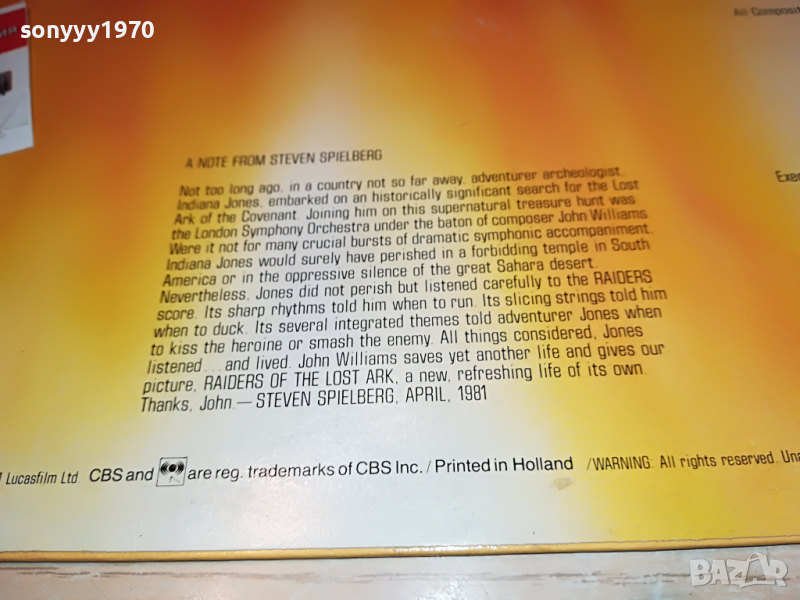 sonyyy1970
All Composit
A NOTE FROM STEVEN SPIELBERG
Exe
Not too long ago, in a country not so far away, adventurer archeologist,
Indiana Jones, embarked on an historically significant search for the Lost
Ark of the Covenant. Joining him on this supernatural treasure hunt was
the London Symphony Orchestra under the baton of composer John Williams.
Were it not for many crucial bursts of dramatic symphonic accompaniment,
Indiana Jones would surely have perished in a forbidding temple in South
America or in the oppressive silence of the great Sahara desert.
Nevertheless, Jones did not perish but listened carefully to the RAIDERS
score. Its sharp rhythms told him when to run. Its slicing strings told him
when to duck. Its several integrated themes told adventurer Jones when
to kiss the heroine or smash the enemy. All things considered, Jones
listened... and lived. John Williams saves yet another life and gives our
picture, RAIDERS OF THE LOST ARK, a new, refreshing life of its own.
Thanks, John.— STEVEN SPIELBERG, APRIL, 1981
Lucasfilm Ltd. CBS and are reg. trademarks of CBS Inc. / Printed in Holland /WARNING: All rights reserved. Una
BAZAR